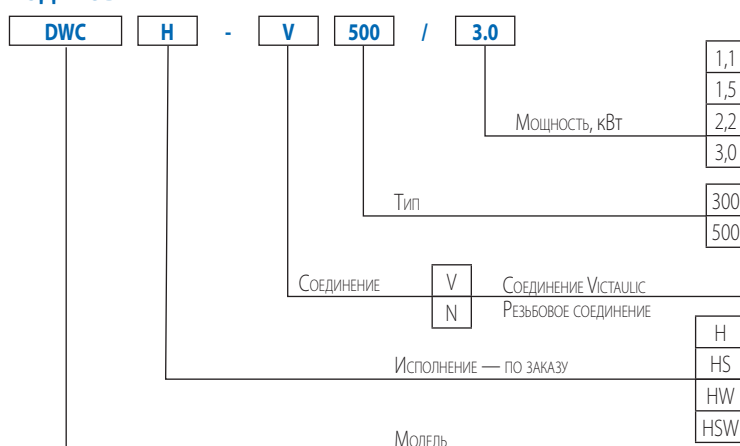 DWC H - V 500 / 3.0
1,1
1,5
Мощность, кВт 2,2
3,0
Тип 300
500
Соединение V Соединение Victaulic
N Резьбовое соединение
H
Исполнение — по заказу HS
HW
HSW
Модель